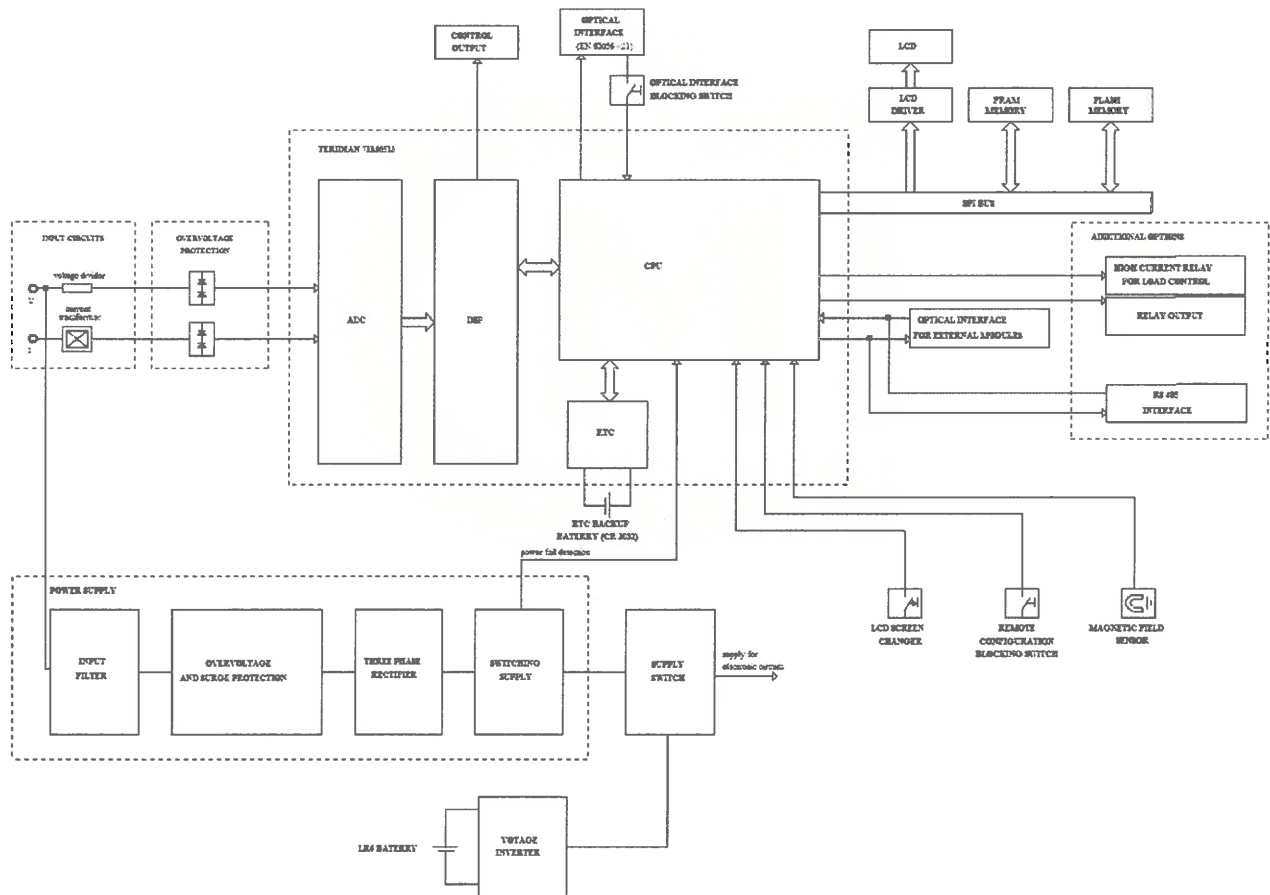 CONTROL
OUTPUT
OPTICAL
INTERFACE
(EN 62056 - 21)
OPTICAL INTERFACE
BLOCKING SWITCH
LCD
LCD
DRIVER
FRAM
MEMORY
FLASH
MEMORY
SPI BUS
TERIDIAN
INPUT CIRCUITS
voltage divider
current
transformer
OVERVOLTAGE
PROTECTION
ADC
DSP
CPU
RTC
RTC BACKUP
BATERRY (CR 2032)
ADDITIONAL OPTIONS
HIGH CURRENT RELAY
FOR LOAD CONTROL
RELAY OUTPUT
OPTICAL INTERFACE
FOR EXTERNAL MODULES
RS 485
INTERFACE
power fail detection
POWER SUPPLY
INPUT
FILTER
OVERVOLTAGE
AND SURGE PROTECTION
THREE PHASE
RECTIFIER
SWITCHING
SUPPLY
SUPPLY
SWITCH
supply for
electronic circuits
LCD SCREEN
CHANGER
REMOTE
CONFIGURATION
BLOCKING SWITCH
MAGNETIC FIELD
SENSOR
LR6 BATERRY
VOTAGE
INVERTER